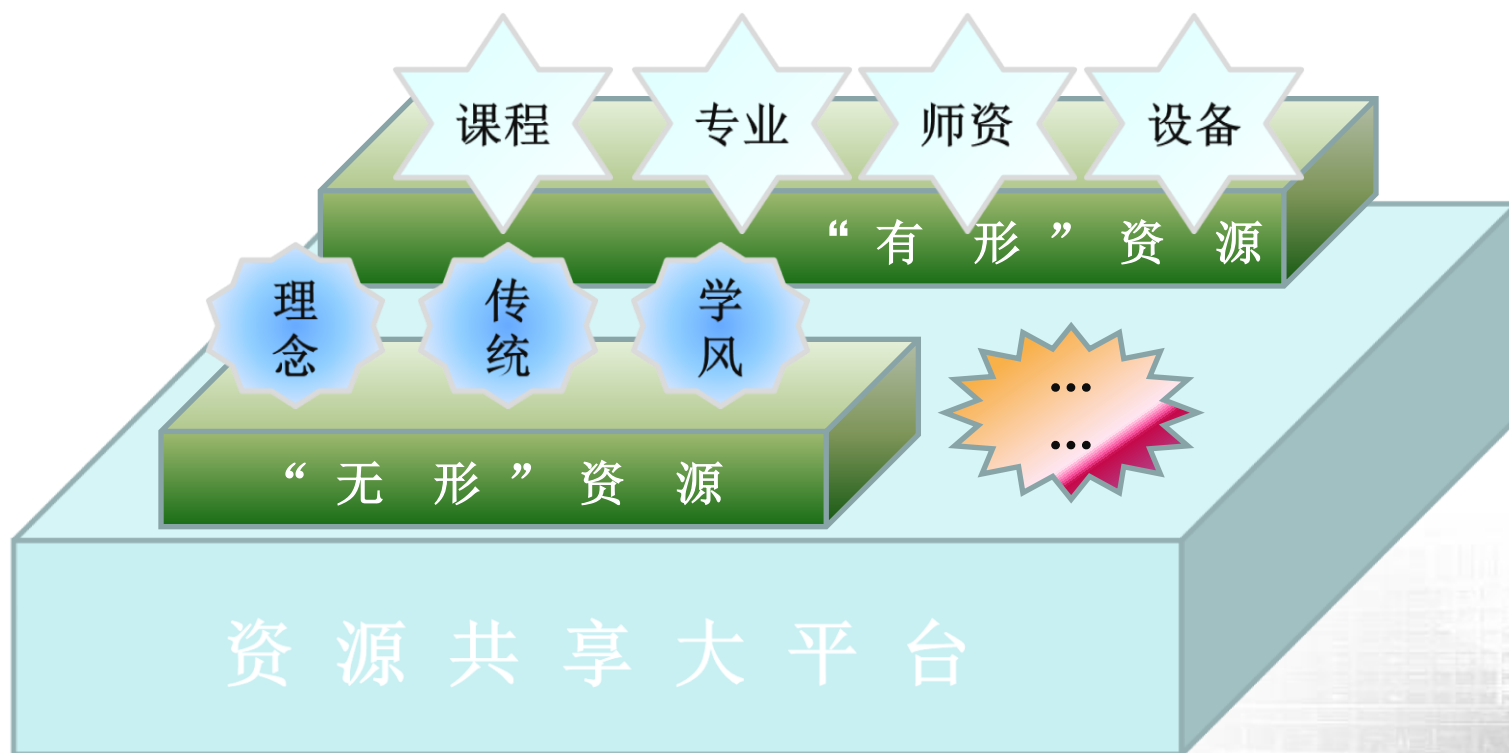 课程 专业 师资 设备
“有形”资源
理念 传统 学风
“无形”资源
…
…
资源共享大平台